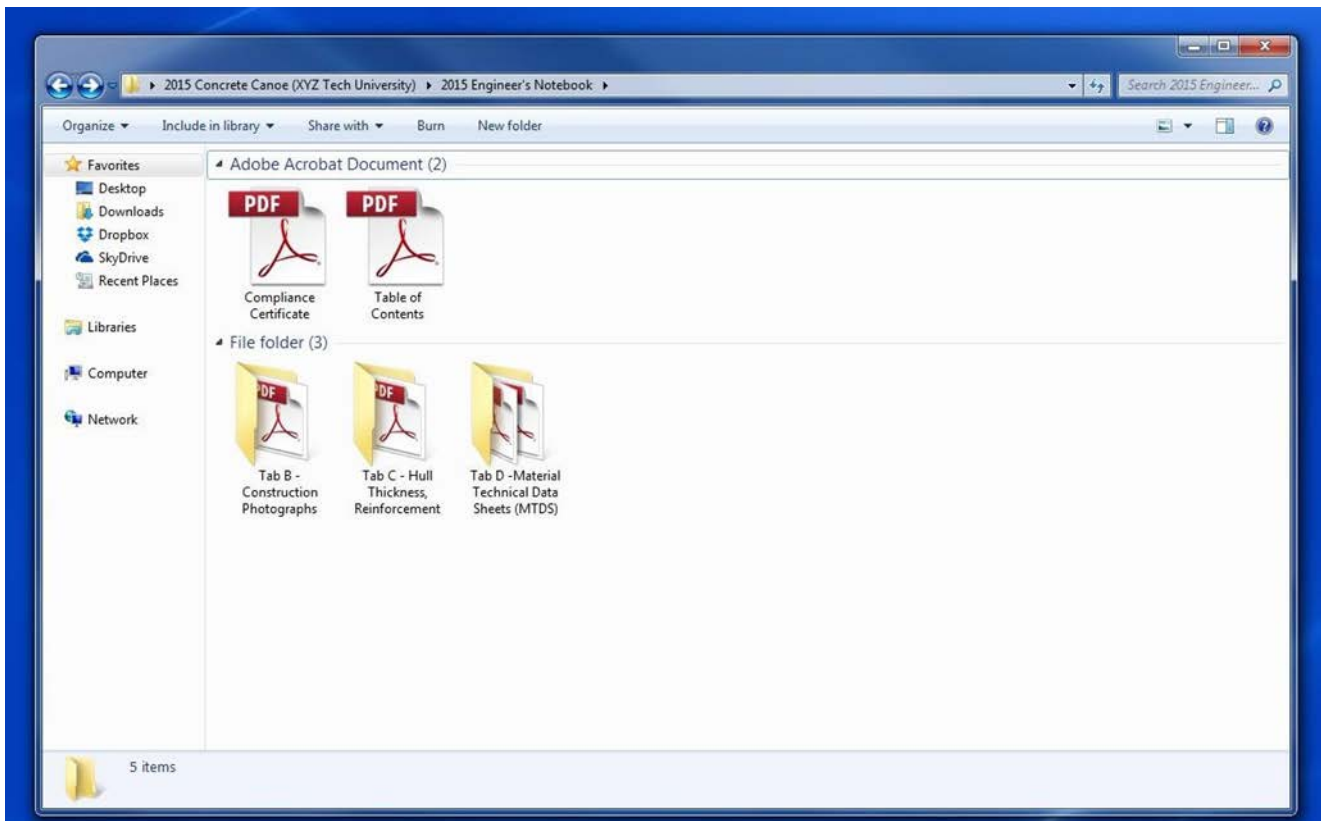 2015 Concrete Canoe (XYZ Tech University) 2015 Engineer's Notebook
Search 2015 Engineer...
Organize Include in library Share with Burn New folder
Favorites
Desktop
Downloads
Dropbox
SkyDrive
Recent Places
Libraries
Computer
Network
Adobe Acrobat Document (2)
PDF PDF
Compliance
Certificate
Table of
Contents
File folder (3)
PDF PDF
Tab B -
Construction
Photographs
Tab C - Hull
Thickness,
Reinforcement
Tab D -Material
Technical Data
Sheets (MTDS)
5 items